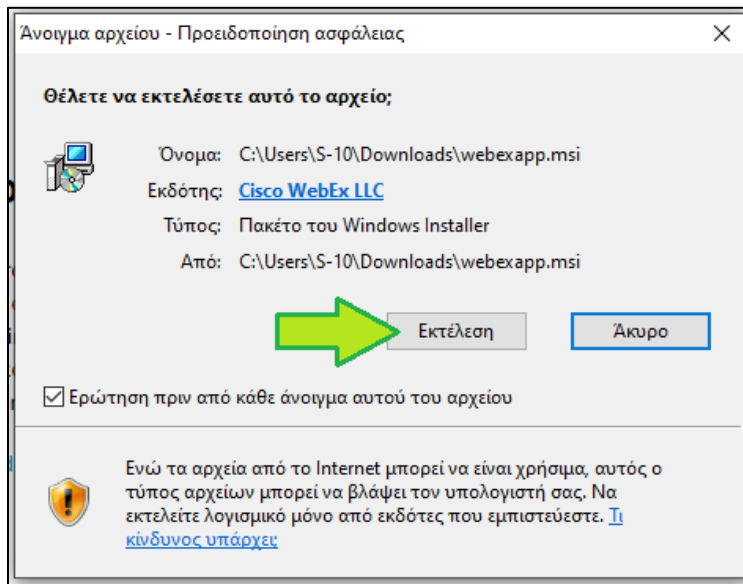 Άνοιγμα αρχείου - Προειδοποίηση ασφάλειας
Θέλετε να εκτελέσετε αυτό το αρχείο;
Όνομα: C:\Users\S-10\Downloads\webexapp.msi
Εκδότης: Cisco WebEx LLC
Τύπος: Πακέτο του Windows Installer
Από: C:\Users\S-10\Downloads\webexapp.msi
Εκτέλεση Άκυρο
Ερώτηση πριν από κάθε άνοιγμα αυτού του αρχείου
Ενώ τα αρχεία από το Internet μπορεί να είναι χρήσιμα, αυτός ο
τύπος αρχείων μπορεί να βλάψει τον υπολογιστή σας. Να
εκτελείτε λογισμικό μόνο από εκδότες που εμπιστεύεστε. Τι
κίνδυνος υπάρχει;